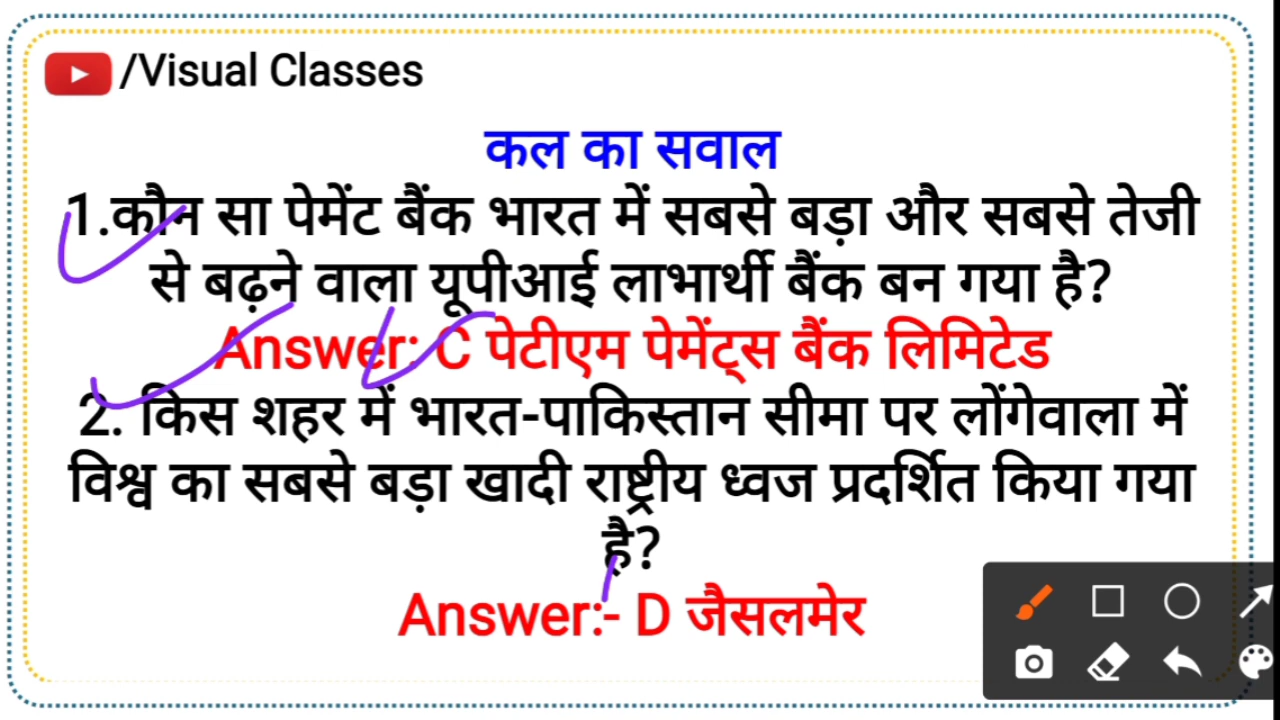 /Visual Classes
कल का सवाल
1.कौन सा पेमेंट बैंक भारत में सबसे बड़ा और सबसे तेजी
से बढ़ने वाला यूपीआई लाभार्थी बैंक बन गया है?
Answer: C पेटीएम पेमेंट्स बैंक लिमिटेड
2. किस शहर में भारत-पाकिस्तान सीमा पर लोंगेवाला में
विश्व का सबसे बड़ा खादी राष्ट्रीय ध्वज प्रदर्शित किया गया
है?
Answer:- D जैसलमेर